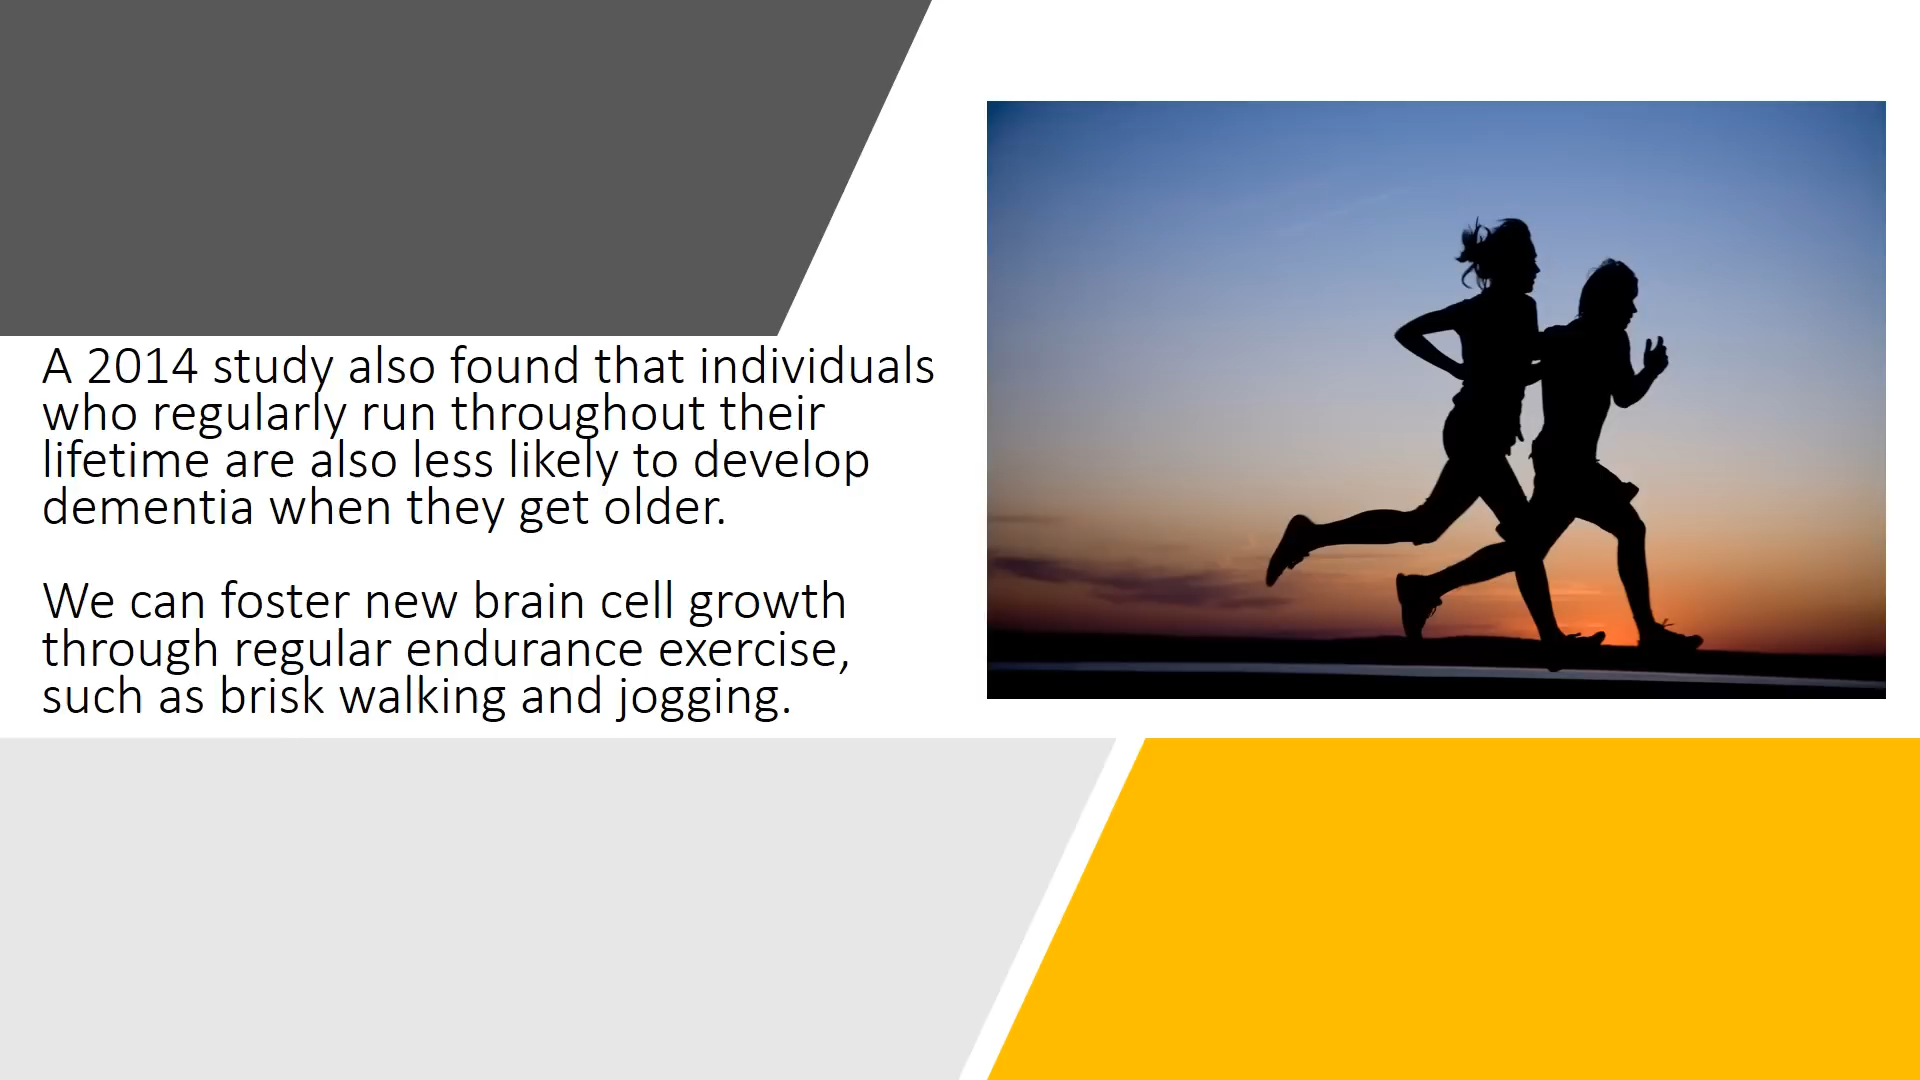 A 2014 study also found that individuals
who regularly run throughout their
lifetime are also less likely to develop
dementia when they get older.
We can foster new brain cell growth
through regular endurance exercise,
such as brisk walking and jogging.